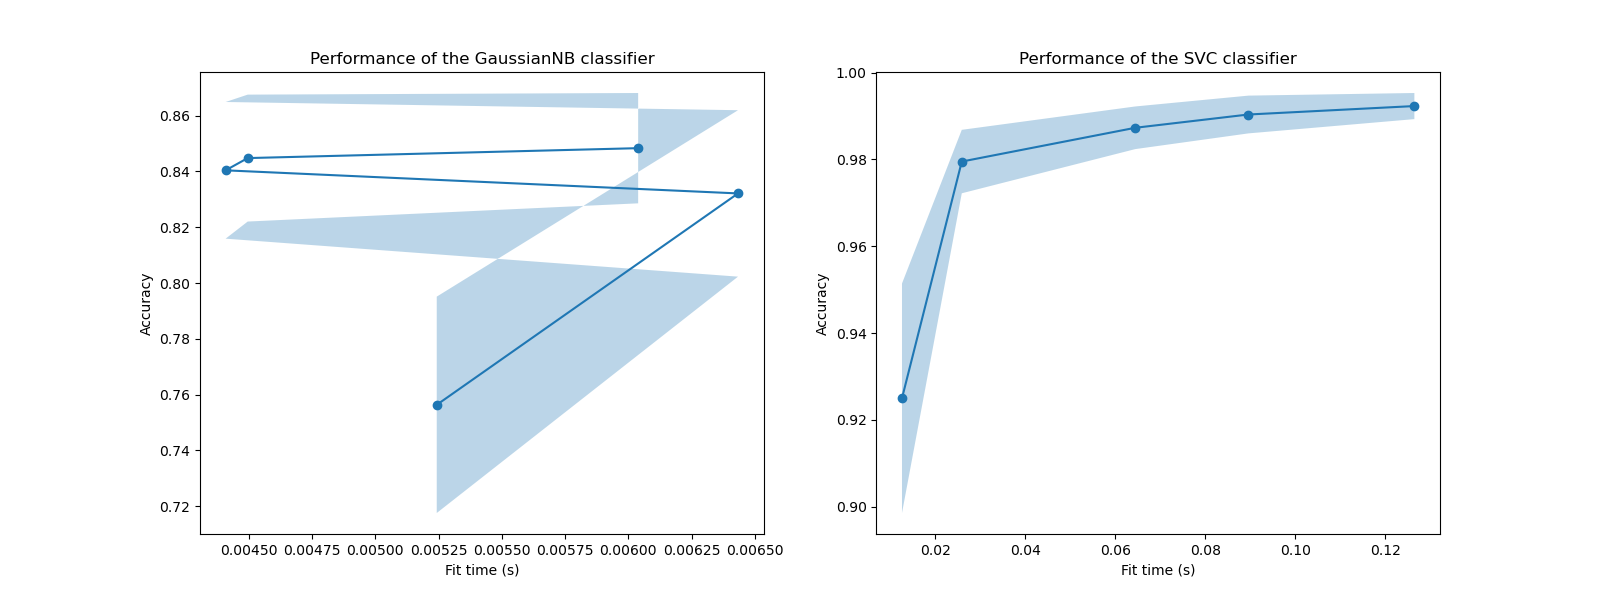 Performance of the GaussianNB classifier
Accuracy
0.86
0.84
0.82
0.80
0.78
0.76
0.74
0.72
0.00450 0.00475 0.00500 0.00525 0.00550 0.00575 0.00600 0.00625 0.00650
Fit time (s)
Performance of the SVC classifier
Accuracy
1.00
0.98
0.96
0.94
0.92
0.90
0.02 0.04 0.06 0.08 0.10 0.12
Fit time (s)